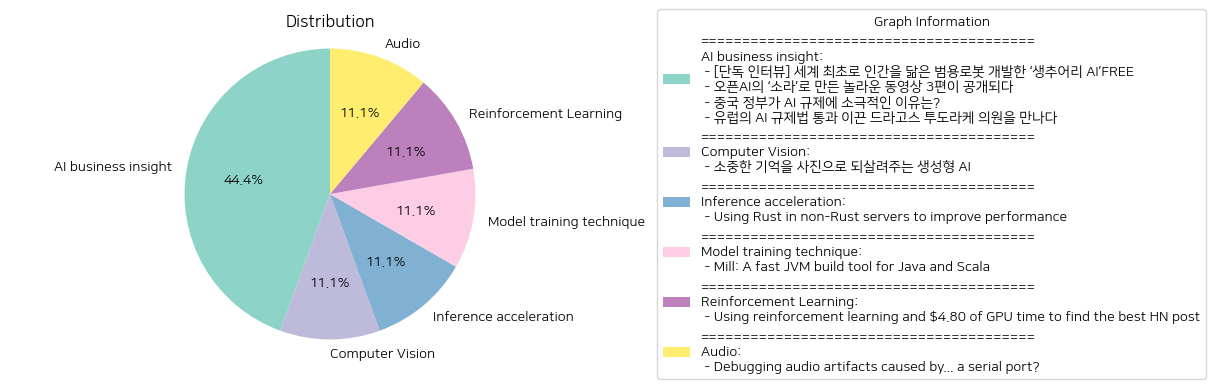 Distribution
Audio
11.1%
Reinforcement Learning
11.1%
AI business insight
44.4%
11.1%
Model training technique
11.1%
11.1%
Inference acceleration
Computer Vision
Graph Information
========================================
AI business insight:
- [단독 인터뷰] 세계 최초로 인간을 닮은 범용로봇 개발한 ‘생추어리 AI’FREE
- 오픈AI의 ‘소라’로 만든 놀라운 동영상 3편이 공개되다
- 중국 정부가 AI 규제에 소극적인 이유는?
- 유럽의 AI 규제법 통과 이끈 드라고스 투도라케 의원을 만나다
========================================
Computer Vision:
- 소중한 기억을 사진으로 되살려주는 생성형 AI
========================================
Inference acceleration:
- Using Rust in non-Rust servers to improve performance
========================================
Model training technique:
- Mill: A fast JVM build tool for Java and Scala
========================================
Reinforcement Learning:
- Using reinforcement learning and $4.80 of GPU time to find the best HN post
========================================
Audio:
- Debugging audio artifacts caused by... a serial port?